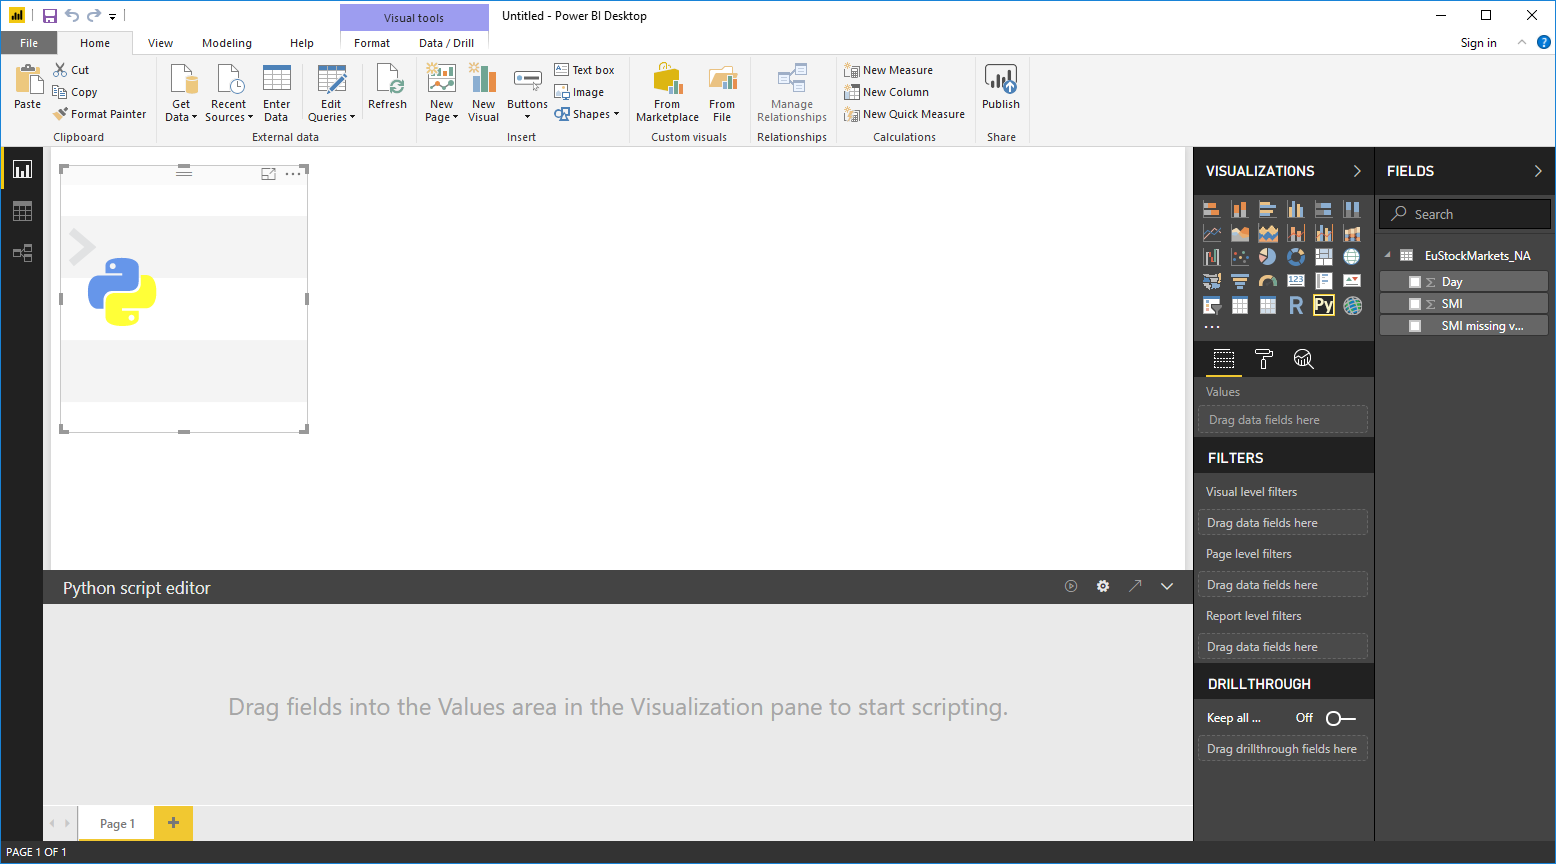 Visual tools
Untitled - Power BI Desktop
File
Home
View
Modeling
Help
Format
Data / Drill
Sign in
?
Paste
Cut
Copy
Format Painter
Clipboard
Get
Data
Recent
Sources
Enter
Data
Edit
Queries
Refresh
External data
New
Page
New
Visual
Buttons
Text box
Image
Shapes
Insert
From
Marketplace
From
File
Custom visuals
Manage
Relationships
Relationships
New Measure
New Column
New Quick Measure
Calculations
Publish
Share
VISUALIZATIONS
123
R
Py
Values
Drag data fields here
FILTERS
Visual level filters
Drag data fields here
Page level filters
Drag data fields here
Report level filters
Drag data fields here
DRILLTHROUGH
Keep all ...
Off
Drag drillthrough fields here
FIELDS
Search
EuStockMarkets_NA
Σ Day
Σ SMI
SMI missing v...
Python script editor
Drag fields into the Values area in the Visualization pane to start scripting.
Page 1
PAGE 1 OF 1